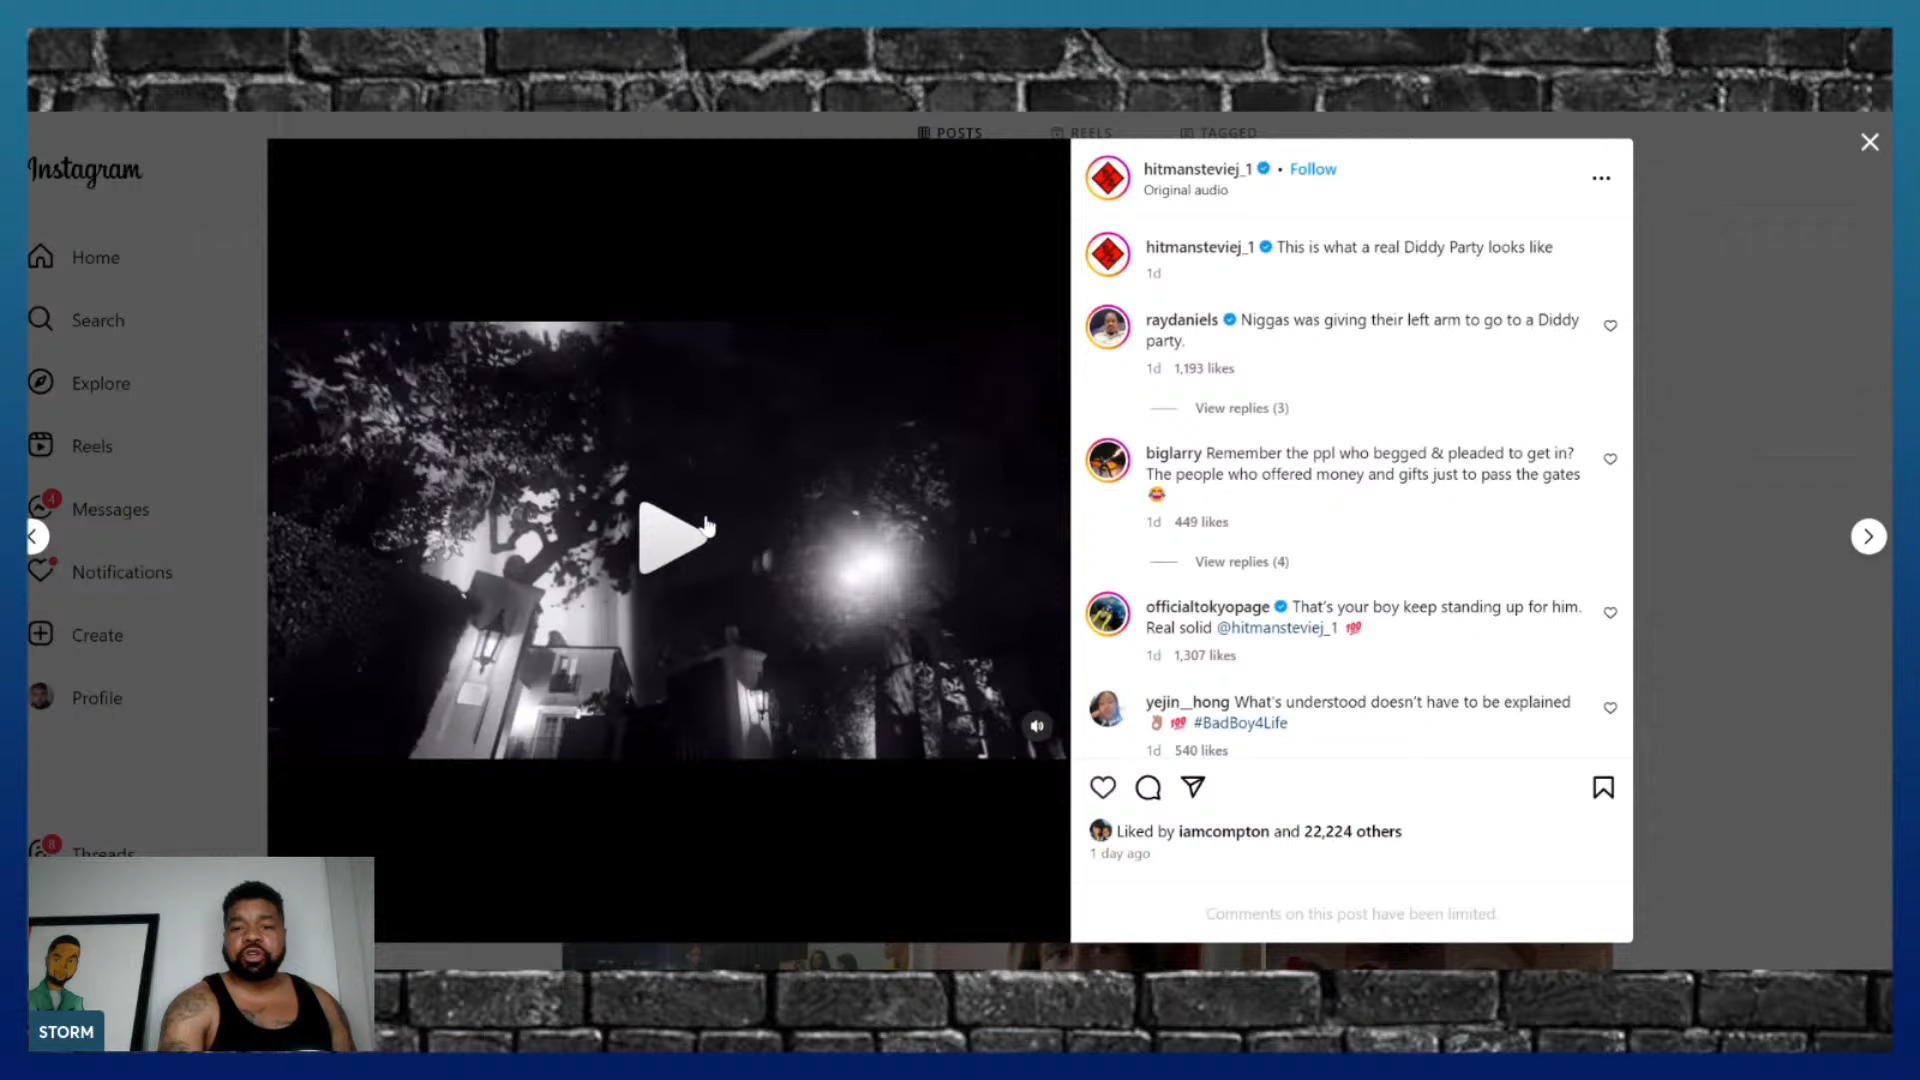 POSTS
REELS
TAGGED
Instagram
Home
Search
Explore
Reels
4
Messages
Notifications
Create
Profile
8
Threads
STORM
hitmansteviej_1 • Follow
Original audio
hitmansteviej_1 This is what a real Diddy Party looks like
1d
raydaniels Niggas was giving their left arm to go to a Diddy
party.
1d 1,193 likes
View replies (3)
biglarry Remember the ppl who begged & pleaded to get in?
The people who offered money and gifts just to pass the gates
😂
1d 449 likes
View replies (4)
officialtokyopage That's your boy keep standing up for him.
Real solid @hitmansteviej_1 💯
1d 1,307 likes
yejin__hong What's understood doesn't have to be explained
✌🏽 💯 #BadBoy4Life
1d 540 likes
Liked by iamcompton and 22,224 others
1 day ago
Comments on this post have been limited.